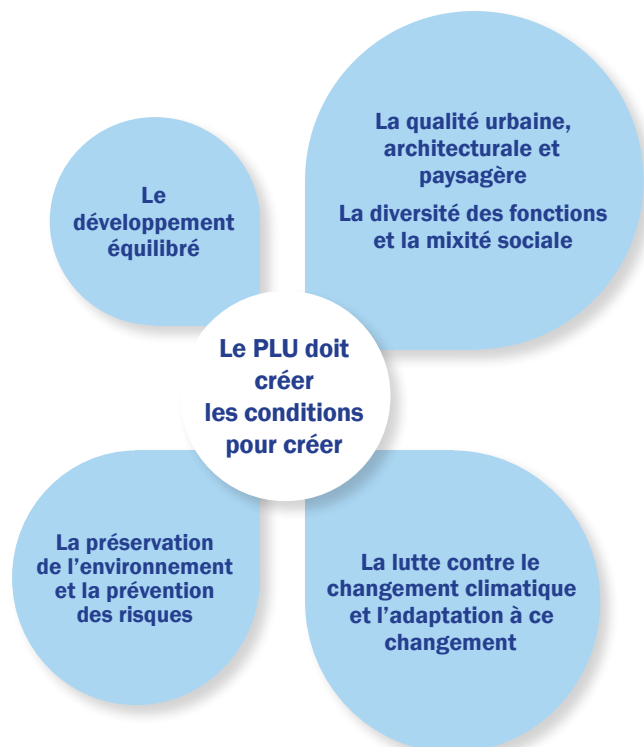 La qualité urbaine,
architecturale et
paysagère
La diversité des fonctions
et la mixité sociale
Le
développement
équilibré
Le PLU doit
créer
les conditions
pour créer
La préservation
de l'environnement
et la prévention
des risques
La lutte contre le
changement climatique
et l'adaptation à ce
changement